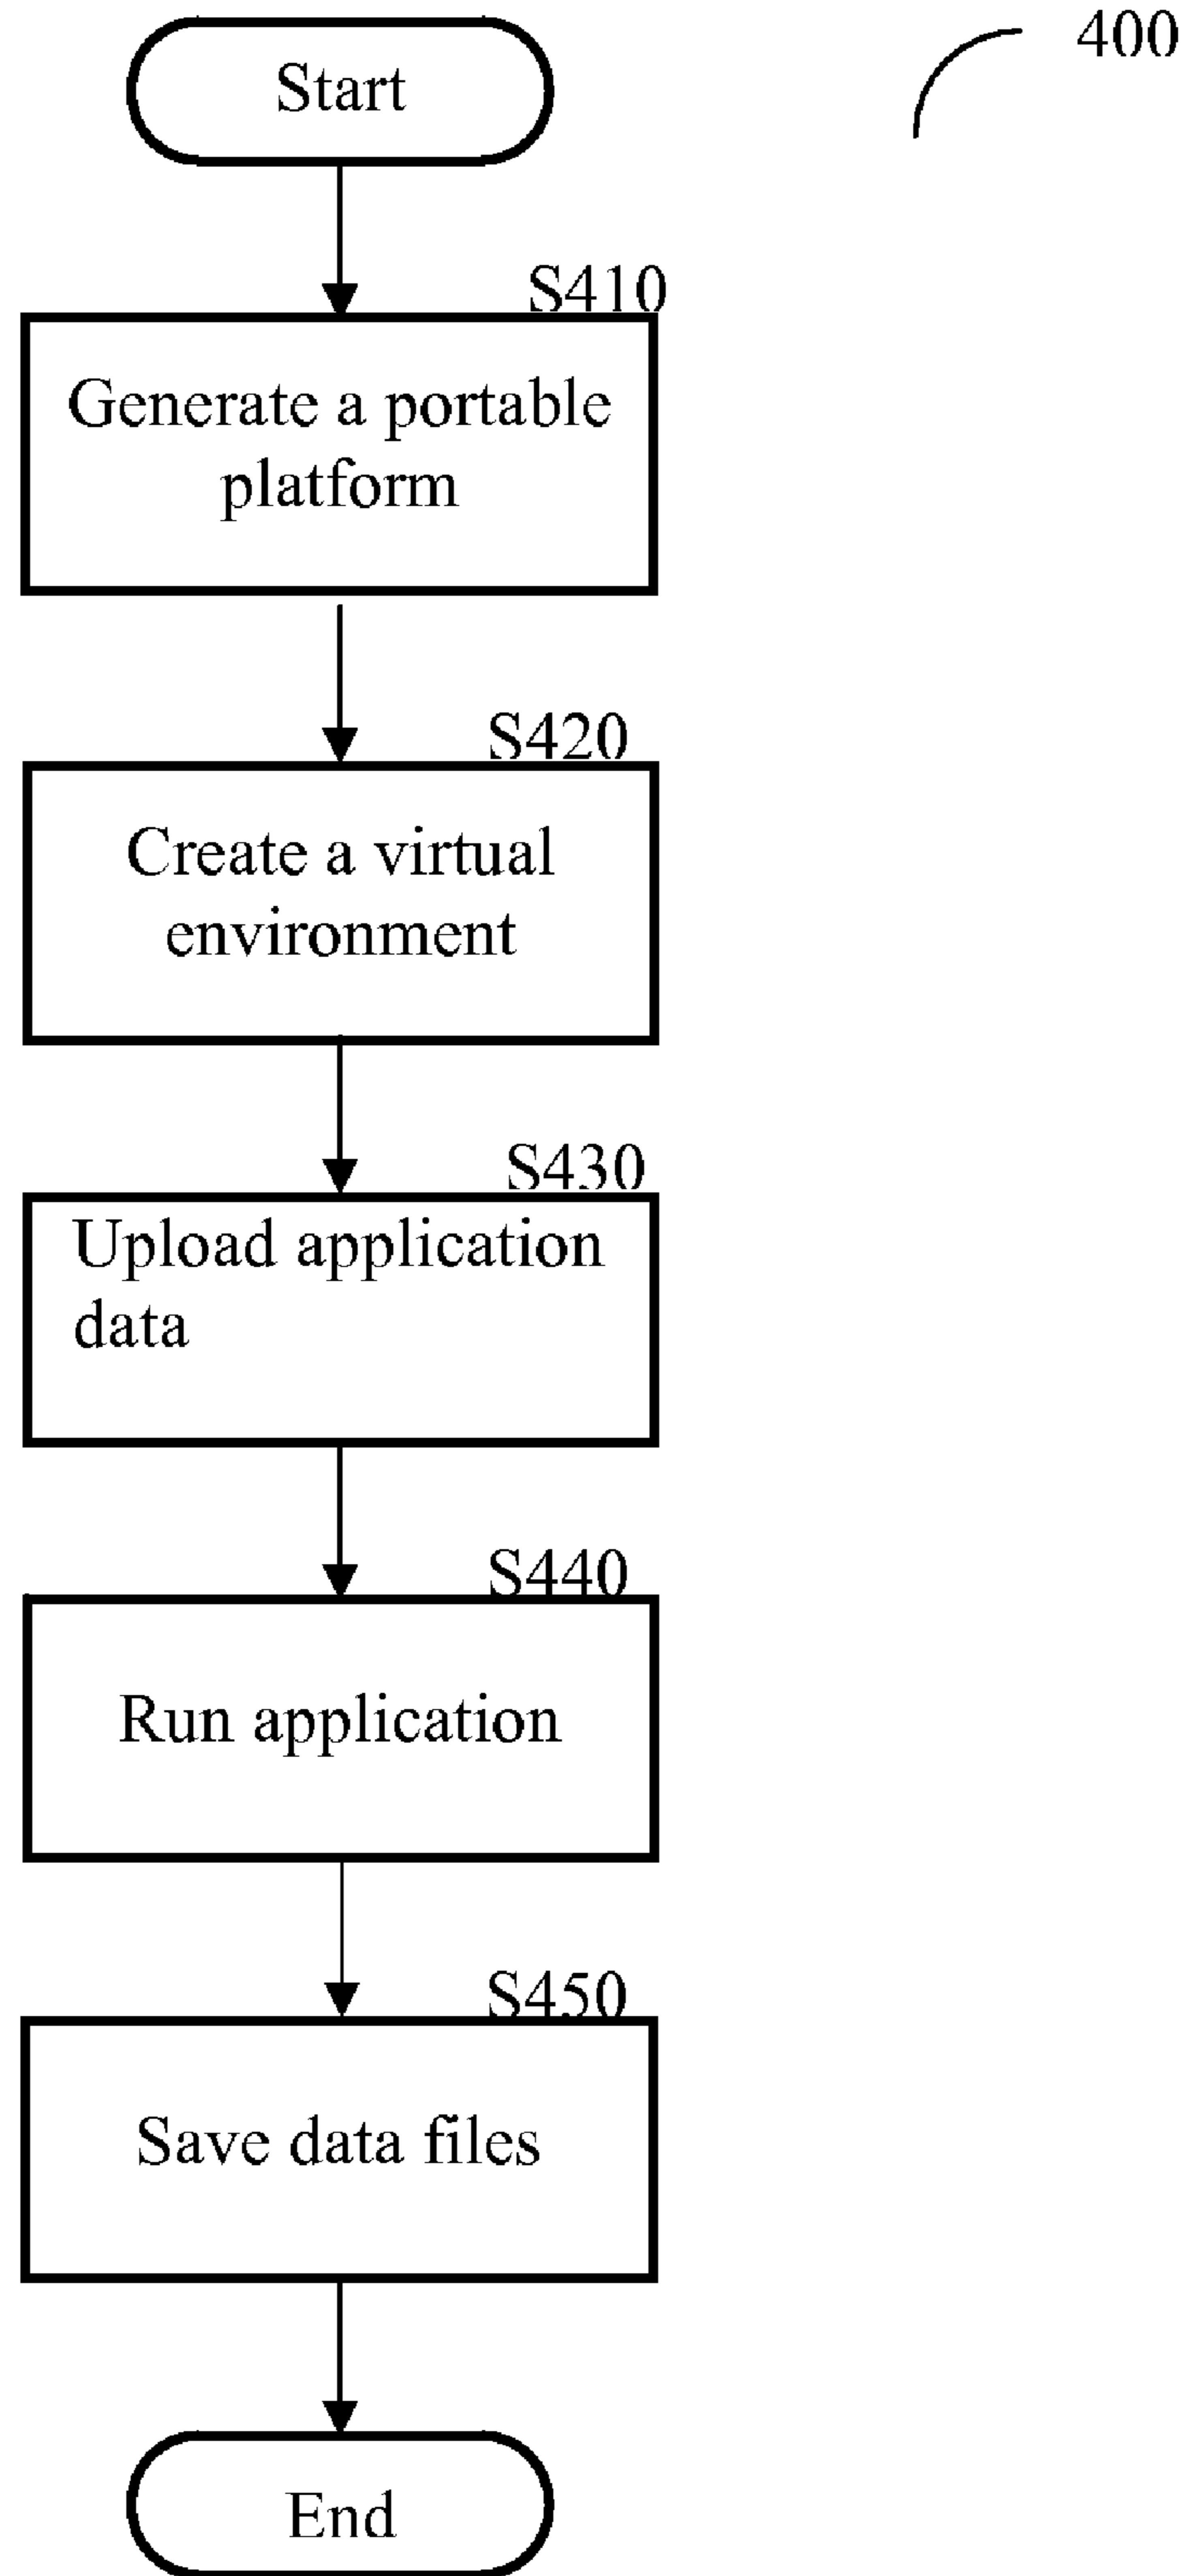 400
Start
S410
Generate a portable
platform
S420
Create a virtual
environment
S430
Upload application
data
S440
Run application
S450
Save data files
End